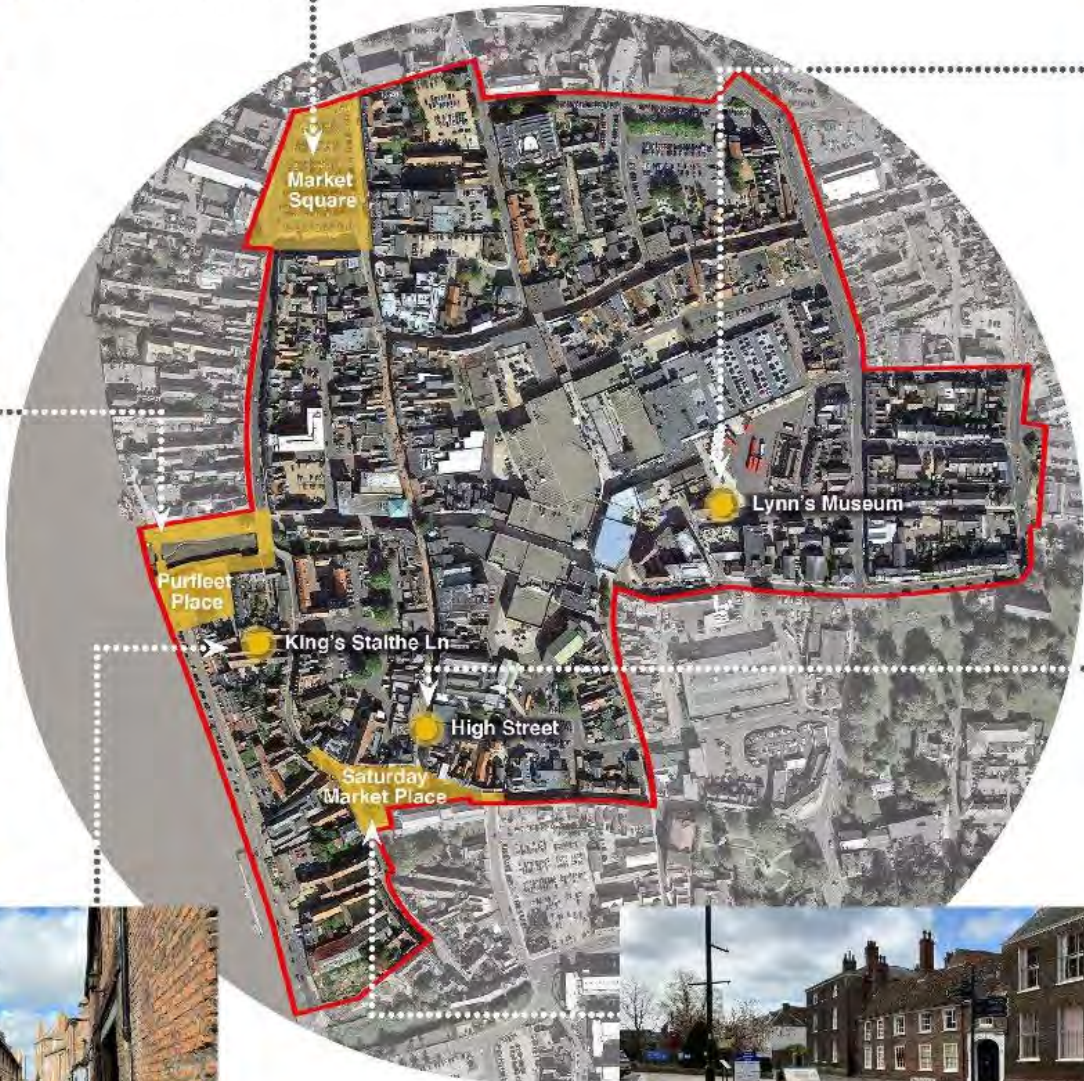 Market
Square
Lynn's Museum
Purfleet
Place
King's Staithe Ln
High Street
Saturday
Market Place